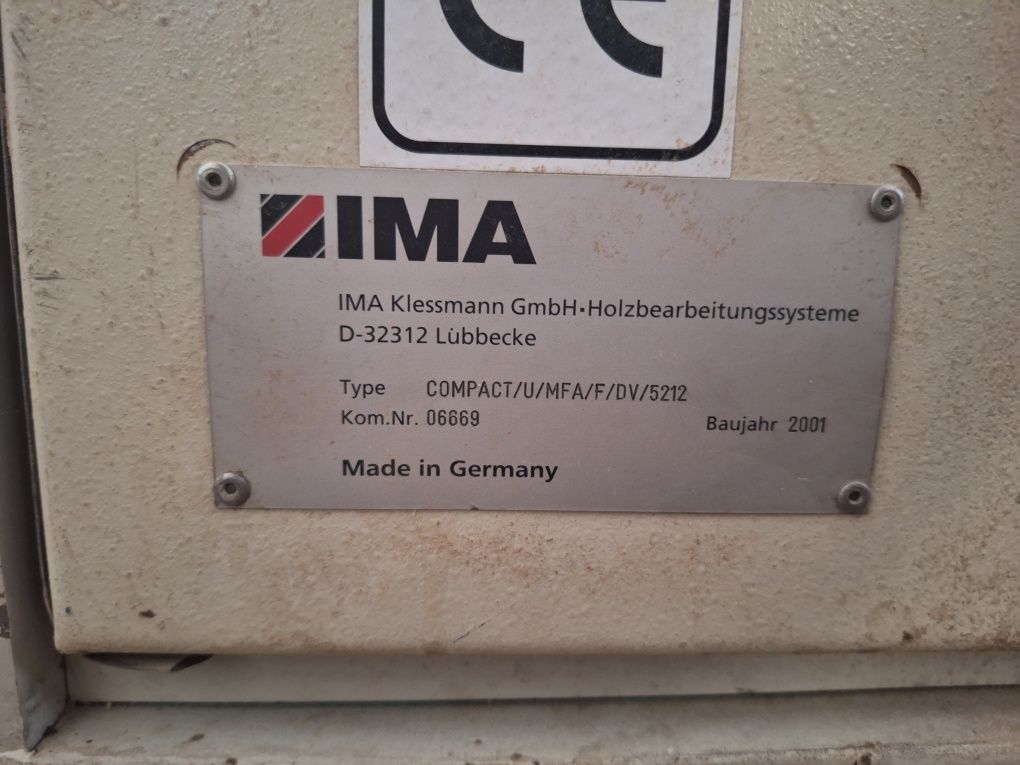 CE
IMA
IMA Klessmann GmbH•Holzbearbeitungssysteme
D-32312 Lübbecke
Type COMPACT/U/MFA/F/DV/5212
Kom.Nr. 06669 Baujahr 2001
Made in Germany